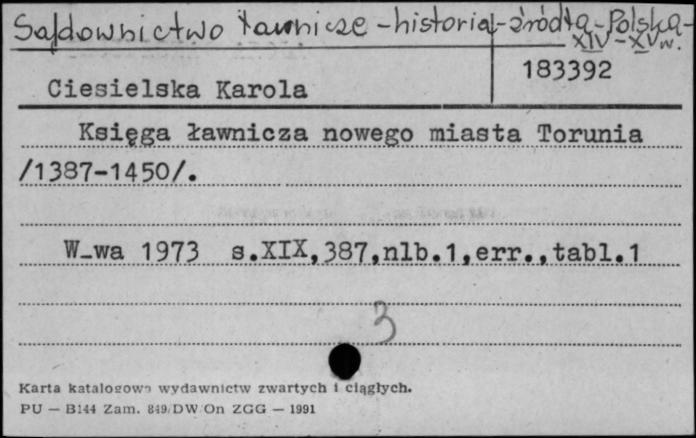 Sądownictwo ławnicze - historia - źródła - Polska -
XIV - XV w.
183392
Ciesielska Karola
Księga ławnicza nowego miasta Torunia
/1387-1450/.
W-wa 1973 s.XIX,387,nlb.1,err.,tabl.1
3
Karta katalogowa wydawnictw zwartych i ciągłych.
PU — B144 Zam. 849/DW/On ZGG — 1991